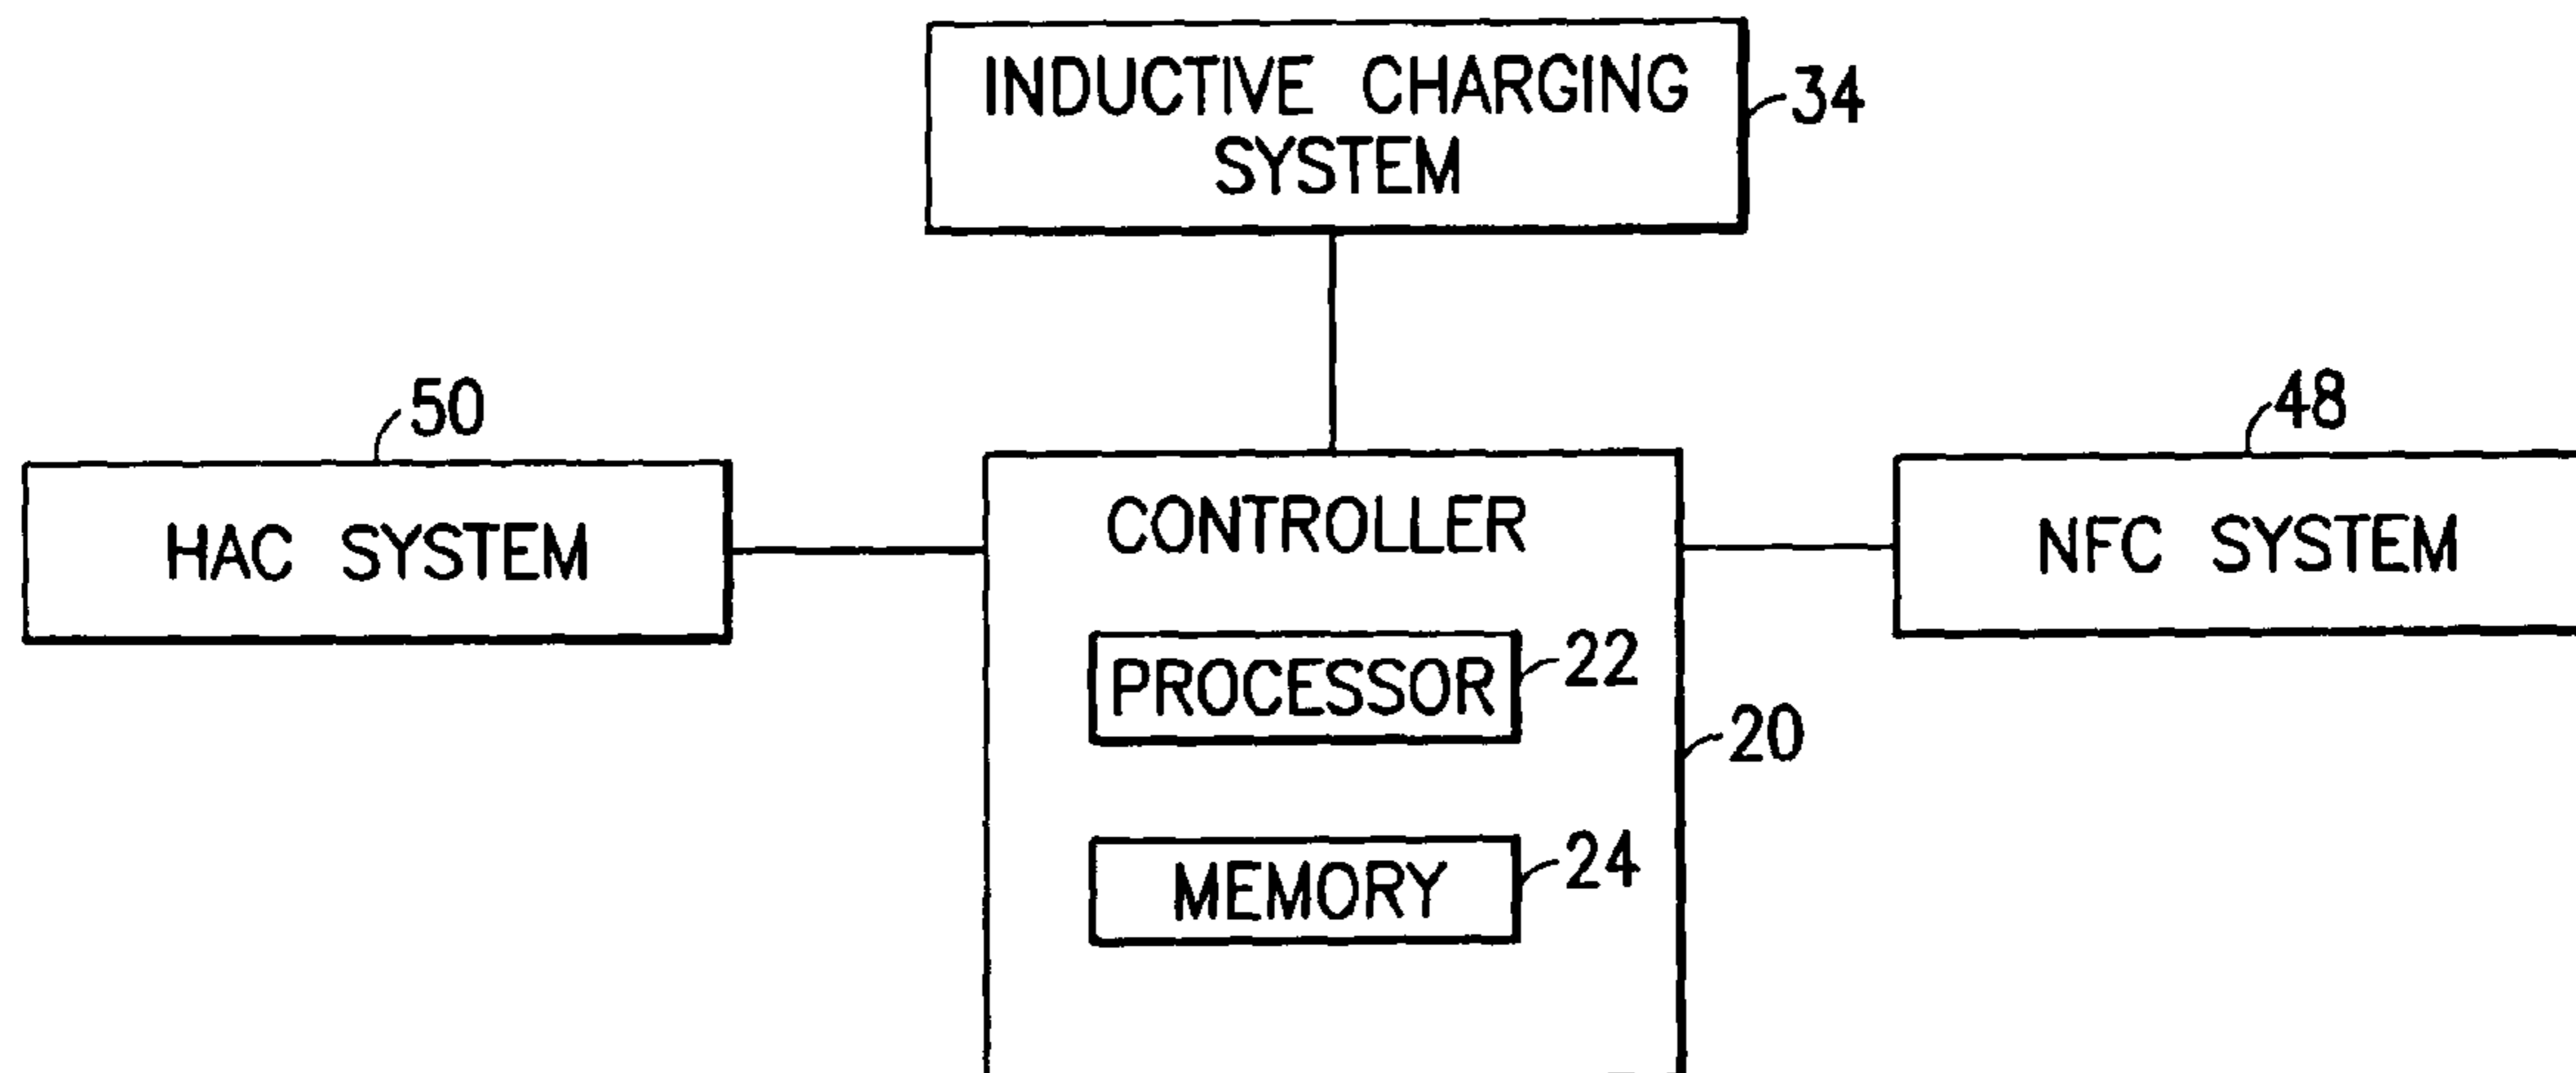 INDUCTIVE CHARGING
SYSTEM
34
50
48
HAC SYSTEM
CONTROLLER
NFC SYSTEM
PROCESSOR
22
20
MEMORY
24